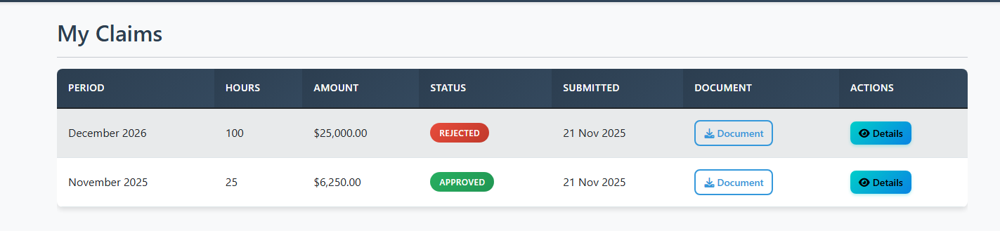 My Claims
PERIOD HOURS AMOUNT STATUS SUBMITTED DOCUMENT ACTIONS
December 2026 100 $25,000.00 REJECTED 21 Nov 2025 Document Details
November 2025 25 $6,250.00 APPROVED 21 Nov 2025 Document Details